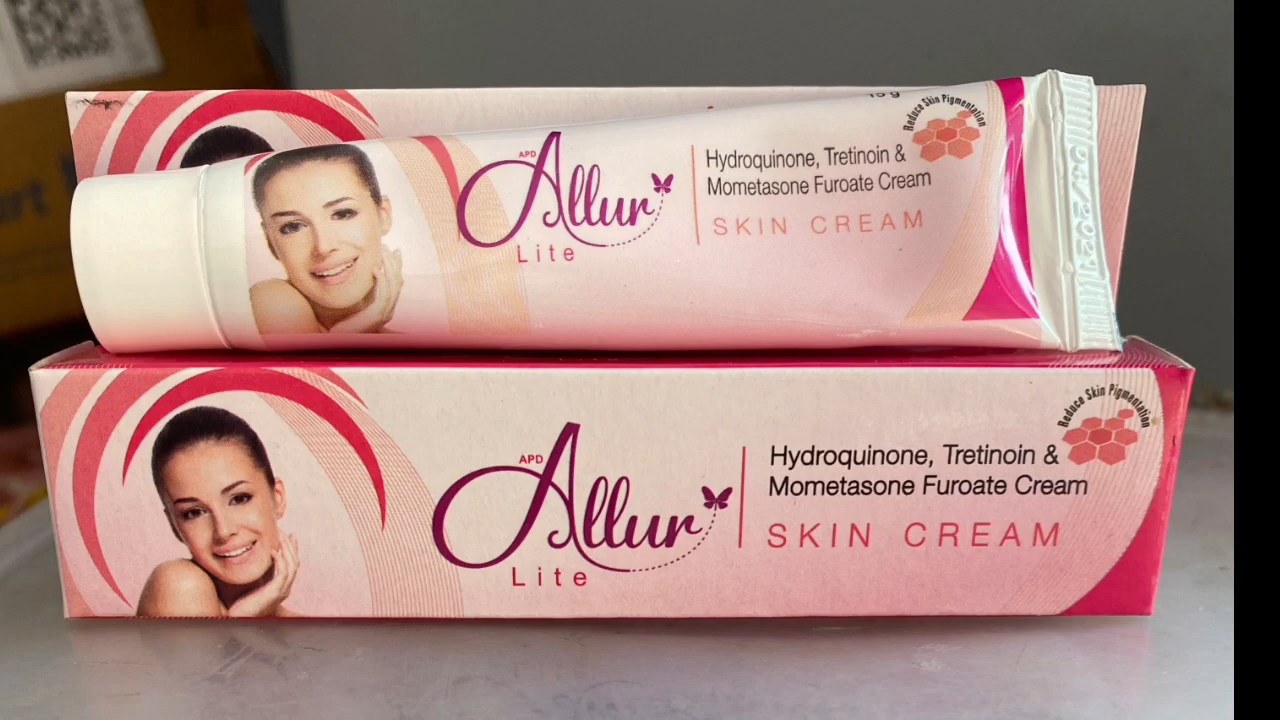 15 g
Reduce Skin Pigmentation
APD
Allur
Lite
Hydroquinone, Tretinoin &
Mometasone Furoate Cream
SKIN CREAM
Reduce Skin Pigmentation
APD
Allur
Lite
Hydroquinone, Tretinoin &
Mometasone Furoate Cream
SKIN CREAM